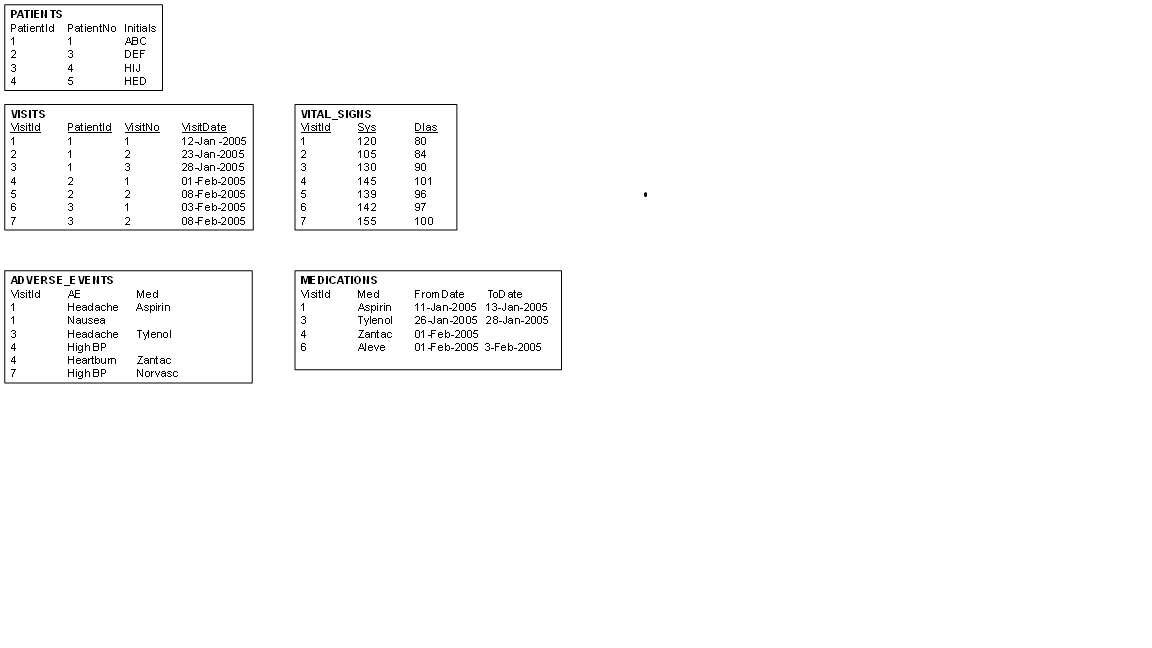 PATIENTS
PatientId PatientNo Initials
1 1 ABC
2 3 DEF
3 4 HIJ
4 5 HED
VISITS
VisitId PatientId VisitNo VisitDate
1 1 1 12-Jan -2005
2 1 2 23-Jan-2005
3 1 3 28-Jan-2005
4 2 1 01-Feb-2005
5 2 2 08-Feb-2005
6 3 1 03-Feb-2005
7 3 2 08-Feb-2005
VITAL_SIGNS
VisitId Sys Dias
1 120 80
2 105 84
3 130 90
4 145 101
5 139 96
6 142 97
7 155 100
ADVERSE_EVENTS
VisitId AE Med
1 Headache Aspirin
1 Nausea
3 Headache Tylenol
4 High BP
4 Heartburn Zantac
7 High BP Norvasc
MEDICATIONS
VisitId Med From Date ToDate
1 Aspirin 11-Jan-2005 13-Jan-2005
3 Tylenol 26-Jan-2005 28-Jan-2005
4 Zantac 01-Feb-2005
6 Aleve 01-Feb-2005 3-Feb-2005